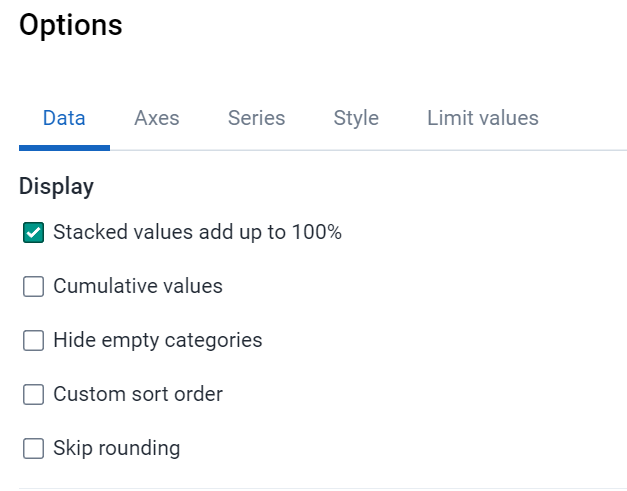 Options
Data Axes Series Style Limit values
Display
Stacked values add up to 100%
Cumulative values
Hide empty categories
Custom sort order
Skip rounding